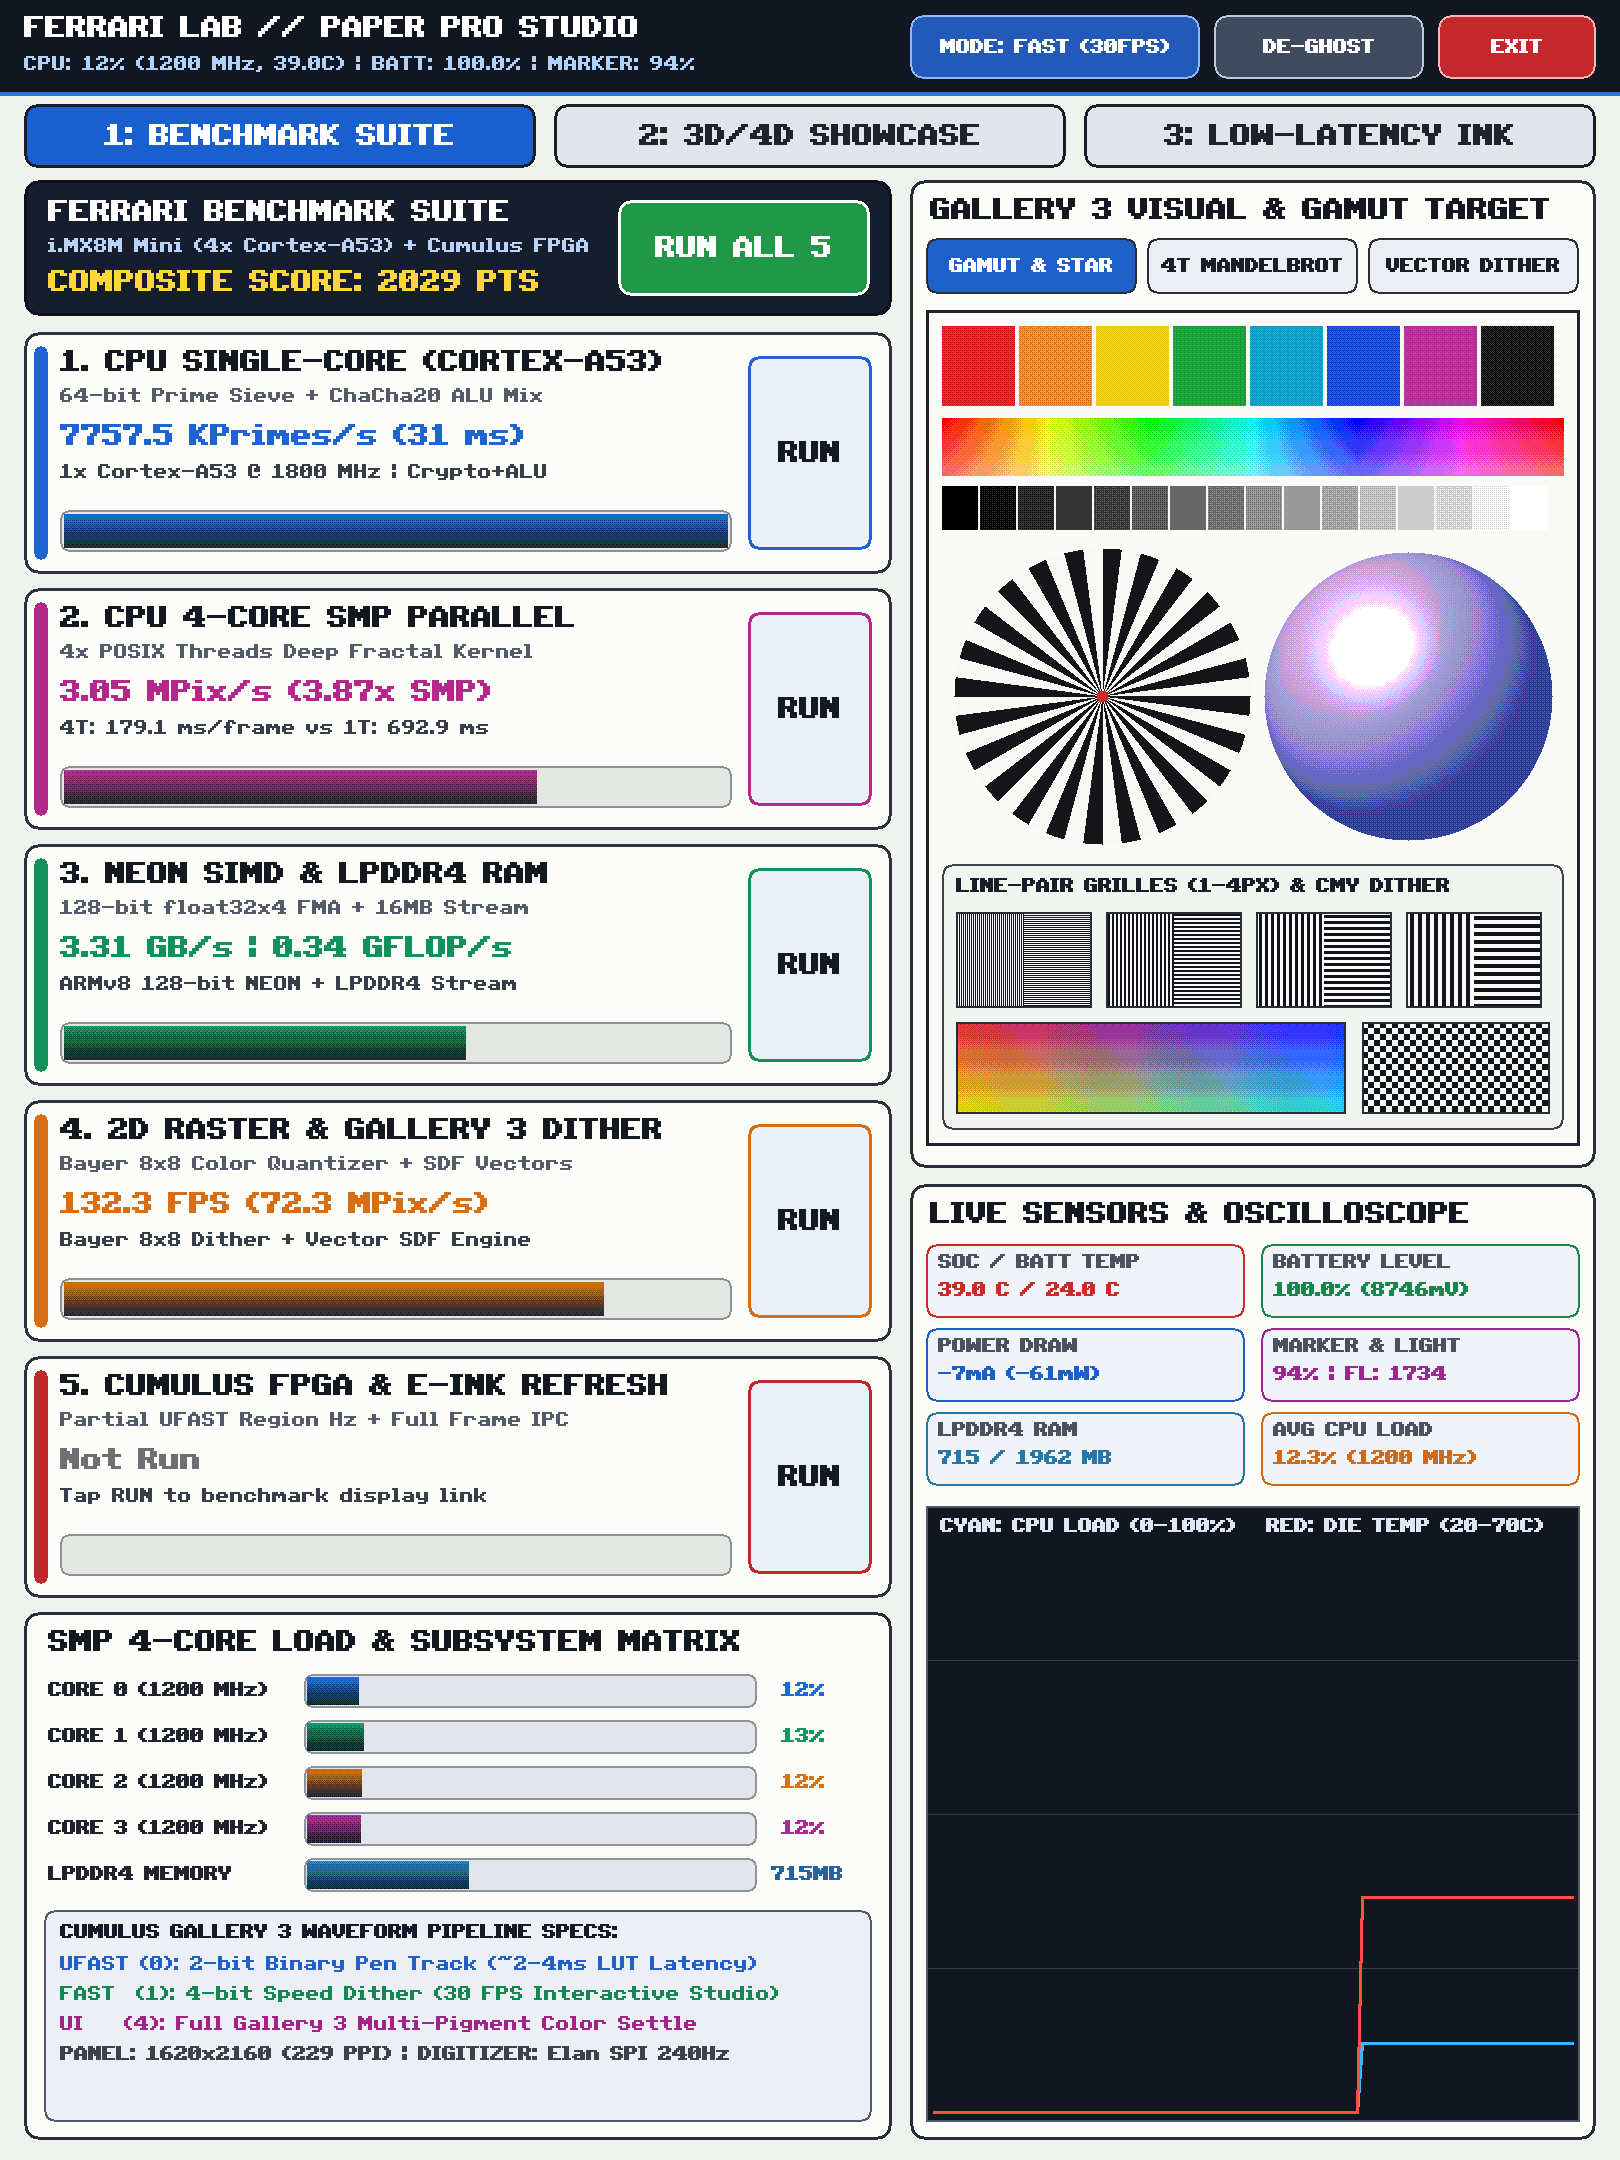 FERRARI LAB // PAPER PRO STUDIO
CPU: 12% (1200 MHz, 39.0C) | BATT: 100.0% | MARKER: 94%
MODE: FAST (30FPS)
DE-GHOST
EXIT
1: BENCHMARK SUITE
2: 3D/4D SHOWCASE
3: LOW-LATENCY INK
FERRARI BENCHMARK SUITE
i.MX8M Mini (4x Cortex-A53) + Cumulus FPGA
COMPOSITE SCORE: 2029 PTS
RUN ALL 5
1. CPU SINGLE-CORE (CORTEX-A53)
64-bit Prime Sieve + ChaCha20 ALU Mix
7757.5 KPrimes/s (31 ms)
1x Cortex-A53 @ 1800 MHz | Crypto+ALU
RUN
2. CPU 4-CORE SMP PARALLEL
4x POSIX Threads Deep Fractal Kernel
3.05 MPix/s (3.87x SMP)
4T: 179.1 ms/frame vs 1T: 692.9 ms
RUN
3. NEON SIMD & LPDDR4 RAM
128-bit float32x4 FMA + 16MB Stream
3.31 GB/s | 0.34 GFLOP/s
ARMv8 128-bit NEON + LPDDR4 Stream
RUN
4. 2D RASTER & GALLERY 3 DITHER
Bayer 8x8 Color Quantizer + SDF Vectors
132.3 FPS (72.3 MPix/s)
Bayer 8x8 Dither + Vector SDF Engine
RUN
5. CUMULUS FPGA & E-INK REFRESH
Partial UFAST Region Hz + Full Frame IPC
Not Run
Tap RUN to benchmark display link
RUN
SMP 4-CORE LOAD & SUBSYSTEM MATRIX
CORE 0 (1200 MHz) 12%
CORE 1 (1200 MHz) 13%
CORE 2 (1200 MHz) 12%
CORE 3 (1200 MHz) 12%
LPDDR4 MEMORY 715MB
CUMULUS GALLERY 3 WAVEFORM PIPELINE SPECS:
UFAST (0): 2-bit Binary Pen Track (~2-4ms LUT Latency)
FAST (1): 4-bit Speed Dither (30 FPS Interactive Studio)
UI (4): Full Gallery 3 Multi-Pigment Color Settle
PANEL: 1620x2160 (229 PPI) | DIGITIZER: Elan SPI 240Hz
GALLERY 3 VISUAL & GAMUT TARGET
GAMUT & STAR
4T MANDELBROT
VECTOR DITHER
LINE-PAIR GRILLES (1-4PX) & CMY DITHER
LIVE SENSORS & OSCILLOSCOPE
SOC / BATT TEMP
39.0 C / 24.0 C
BATTERY LEVEL
100.0% (8746mV)
POWER DRAW
-7mA (-61mW)
MARKER & LIGHT
94% | FL: 1734
LPDDR4 RAM
715 / 1962 MB
AVG CPU LOAD
12.3% (1200 MHz)
CYAN: CPU LOAD (0-100%) RED: DIE TEMP (20-70C)